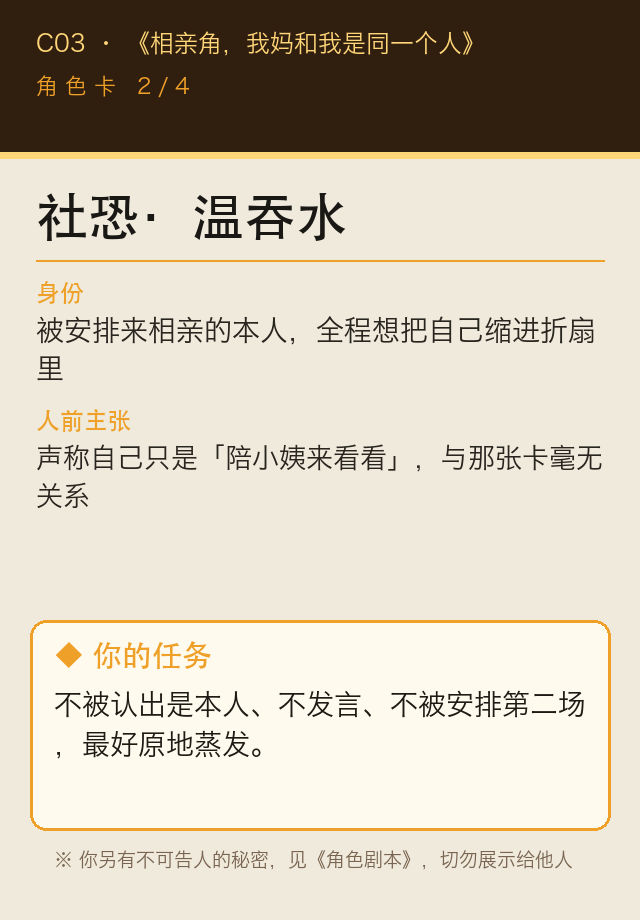 C03 · 《相亲角，我妈和我是同一个人》
角色卡 2/4
社恐· 温吞水
身份
被安排来相亲的本人，全程想把自己缩进折扇
里
人前主张
声称自己只是「陪小姨来看看」，与那张卡毫无
关系
◆ 你的任务
不被认出是本人、不发言、不被安排第二场
，最好原地蒸发。
※ 你另有不可告人的秘密，见《角色剧本》，切勿展示给他人